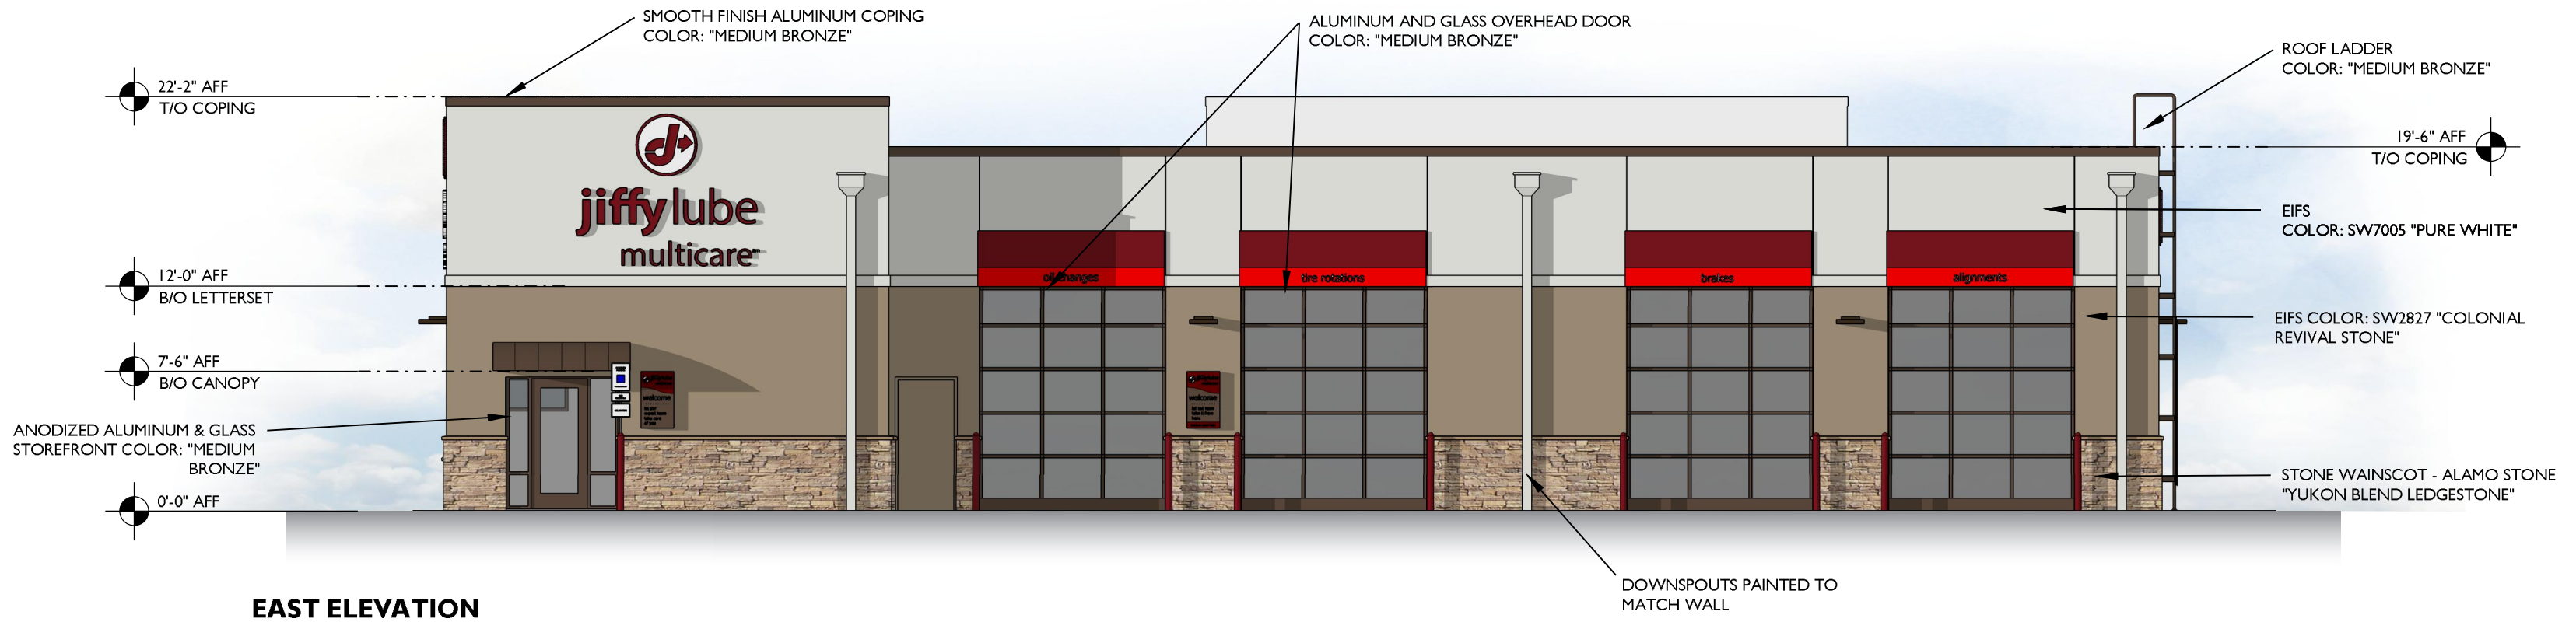 SMOOTH FINISH ALUMINUM COPING
COLOR: "MEDIUM BRONZE"
ALUMINUM AND GLASS OVERHEAD DOOR
COLOR: "MEDIUM BRONZE"
ROOF LADDER
COLOR: "MEDIUM BRONZE"
22'-2" AFF
T/O COPING
19'-6" AFF
T/O COPING
jiffy lube
multicare
EIFS
COLOR: SW7005 "PURE WHITE"
12'-0" AFF
B/O LETTERSET
oil changes
tire rotations
brakes
alignments
EIFS COLOR: SW2827 "COLONIAL
REVIVAL STONE"
7'-6" AFF
B/O CANOPY
welcome
welcome
ANODIZED ALUMINUM & GLASS
STOREFRONT COLOR: "MEDIUM
BRONZE"
STONE WAINSCOT - ALAMO STONE
"YUKON BLEND LEDGESTONE"
0'-0" AFF
DOWNSPOUTS PAINTED TO
MATCH WALL
EAST ELEVATION